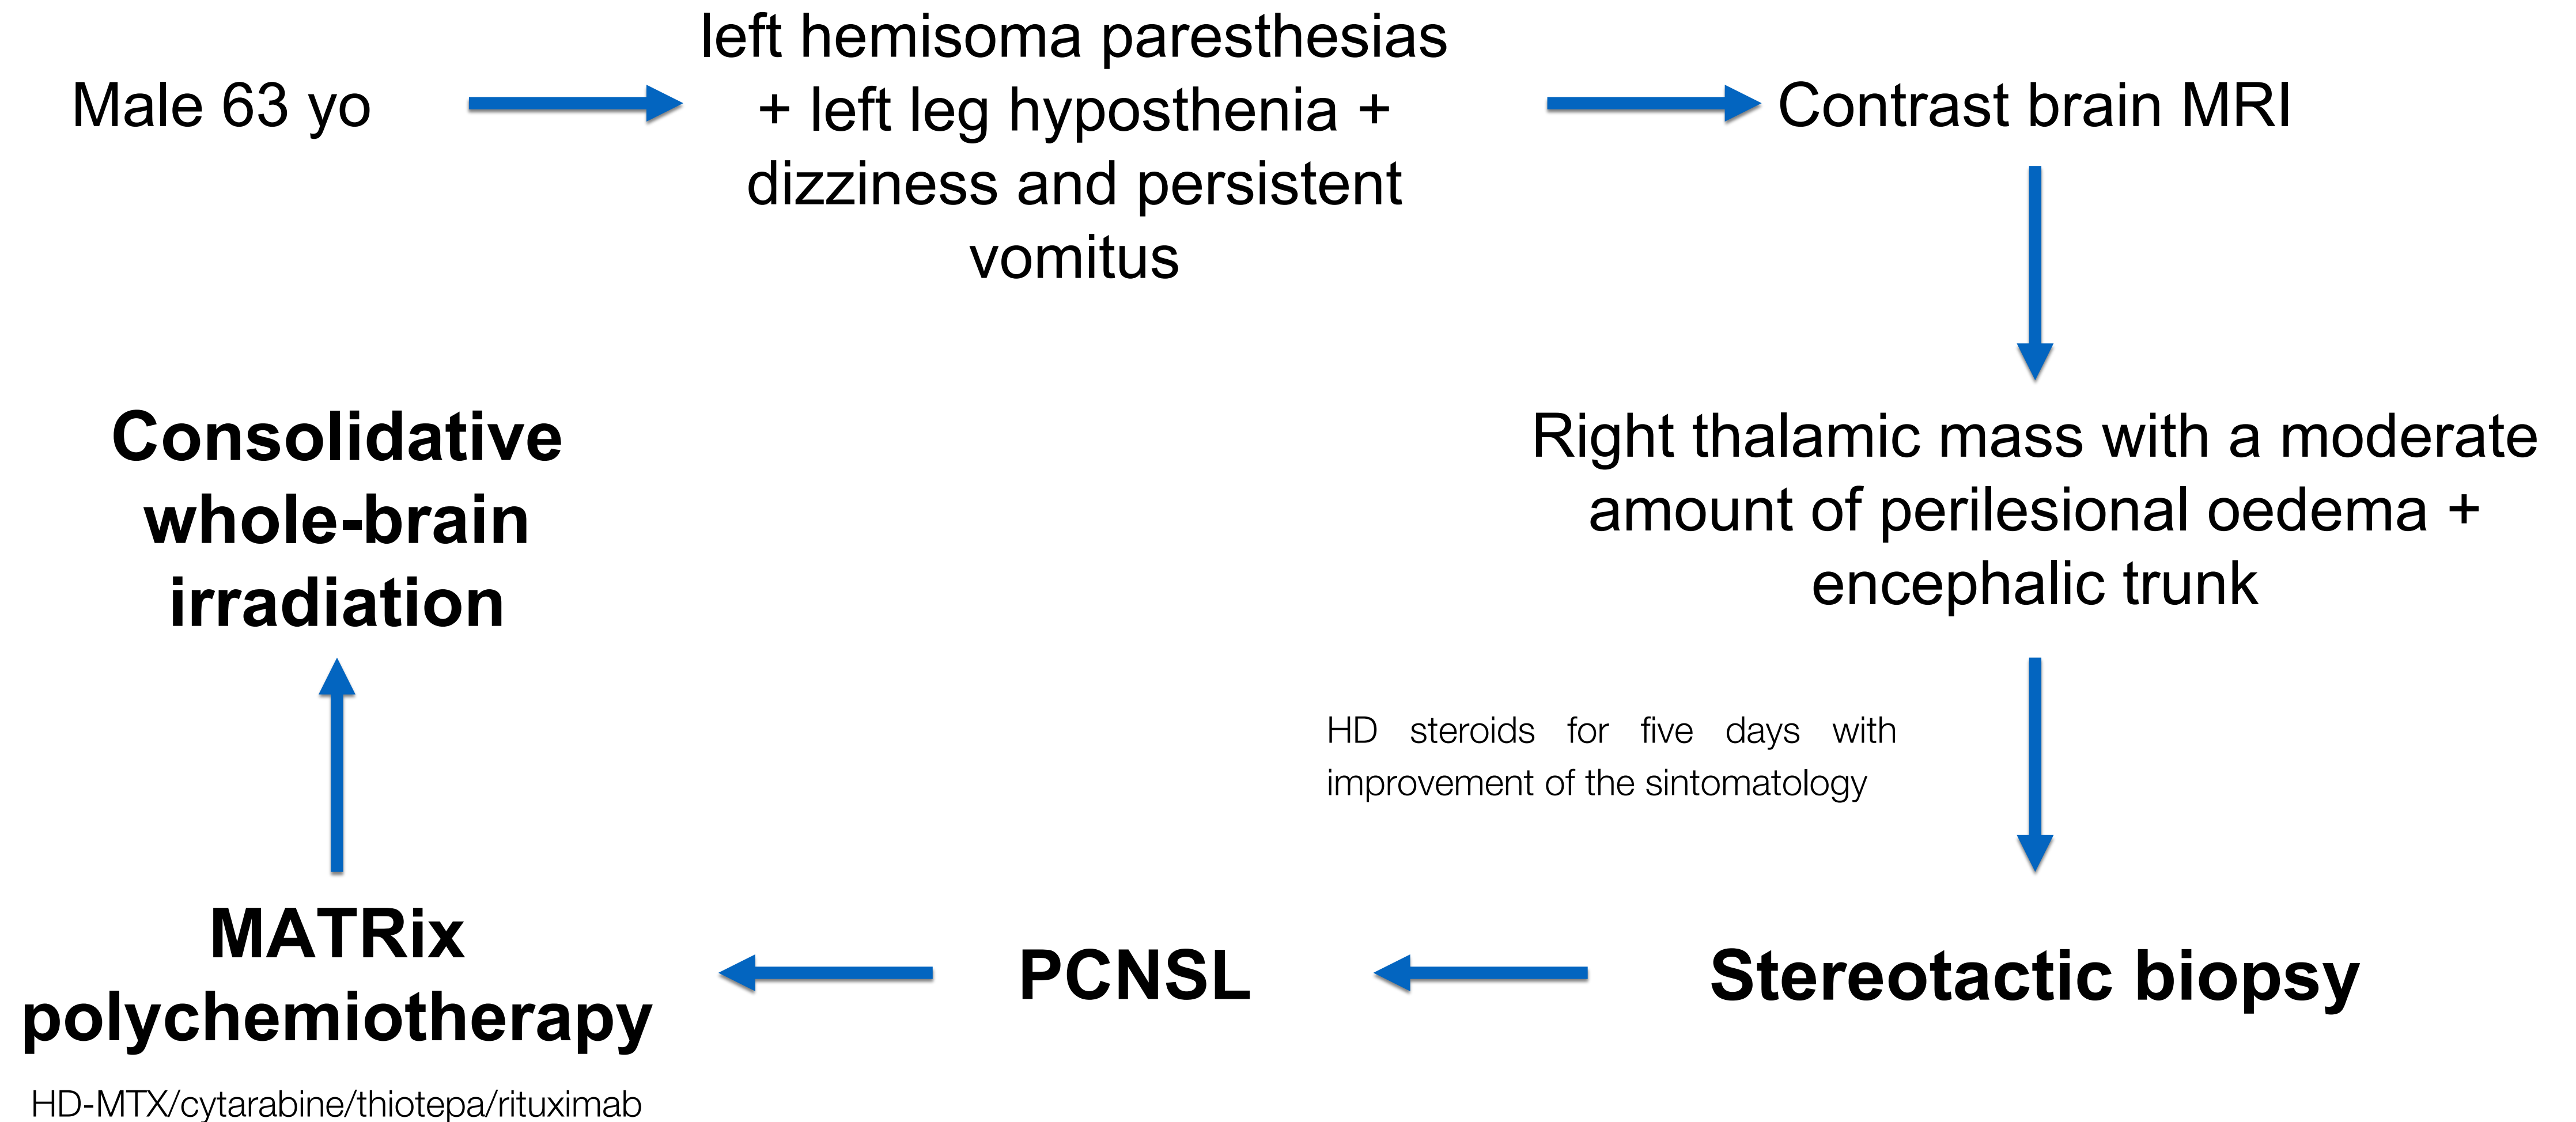 Male 63 yo
left hemisoma paresthesias
+ left leg hyposthenia +
dizziness and persistent
vomitus
Contrast brain MRI
Right thalamic mass with a moderate
amount of perilesional oedema +
encephalic trunk
HD steroids for five days with
improvement of the sintomatology
Stereotactic biopsy
PCNSL
MATRix
polychemiotherapy
HD-MTX/cytarabine/thiotepa/rituximab
Consolidative
whole-brain
irradiation